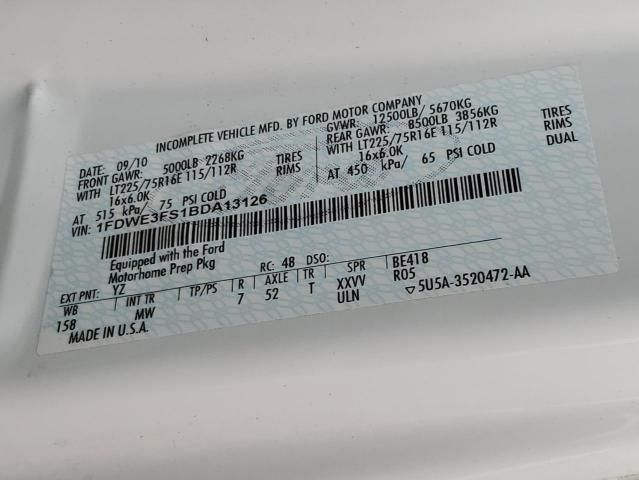 INCOMPLETE VEHICLE MFD. BY FORD MOTOR COMPANY
DATE: 09/10 GVWR: 12500LB/ 5670KG
FRONT GAWR: 5000LB 2268KG REAR GAWR: 8500LB 3856KG
WITH LT225/75R16E 115/112R TIRES WITH LT225/75R16E 115/112R TIRES
16x6.0K RIMS 16x6.0K RIMS
AT 515 kPa/ 75 PSI COLD AT 450 kPa/ 65 PSI COLD DUAL
VIN: 1FDWE3FS1BDA13126
Equipped with the Ford
Motorhome Prep Pkg
EXT PNT: YZ RC: 48 DSO: BE418
WB INT TR TP/PS R AXLE TR SPR R05
158 MW 7 52 T XXVV ▽5U5A-3520472-AA
ULN
MADE IN U.S.A.